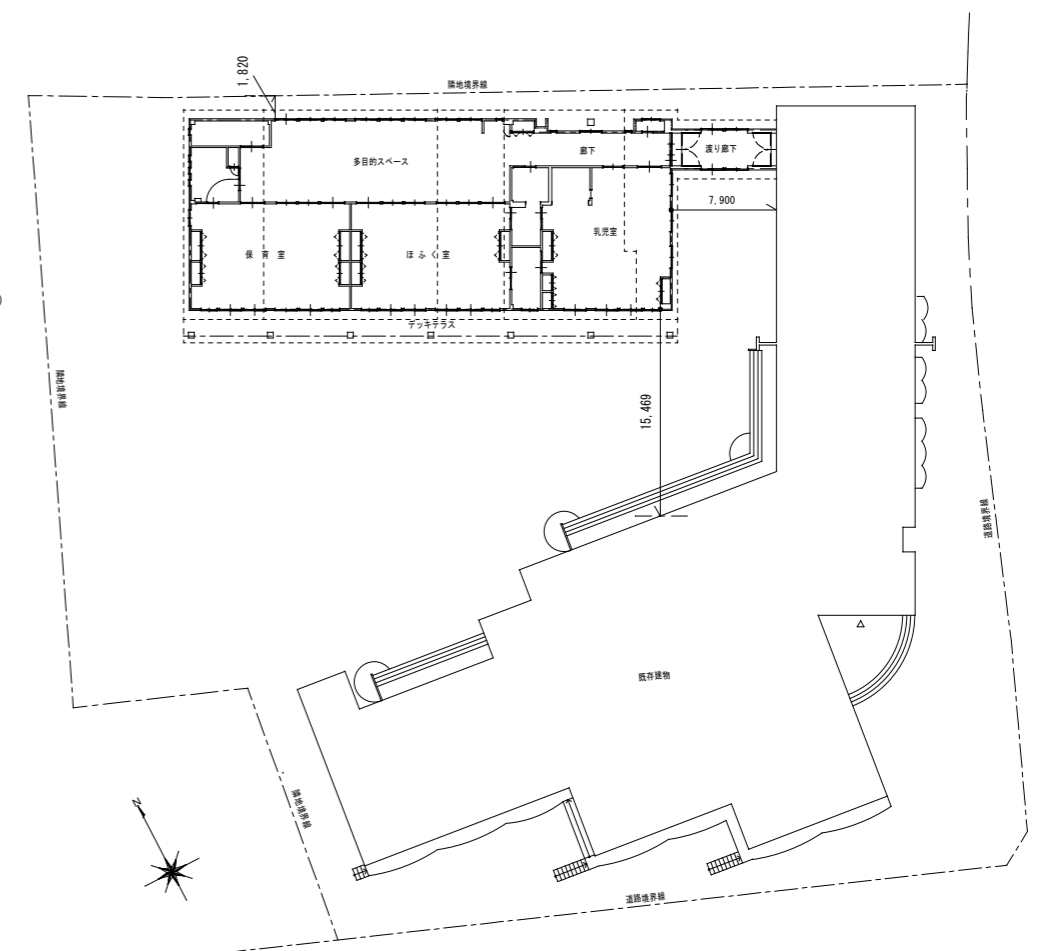 1,820
隣地境界線
多目的スペース
廊下
渡り廊下
7,900
保育室
ほふく室
乳児室
デッキテラス
隣地境界線
15,469
道路境界線
既存建物
隣地境界線
N
道路境界線